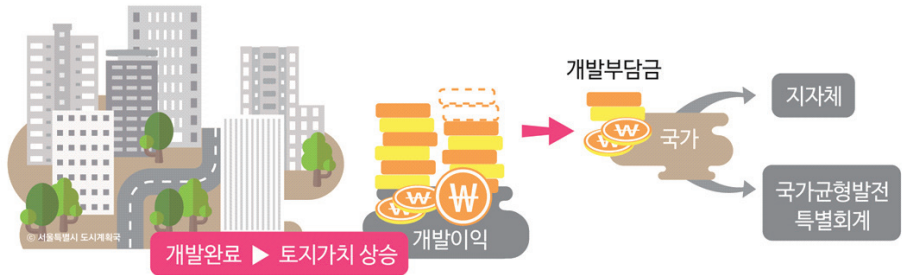 개발부담금
지자체
국가
₩
₩
₩
₩
₩
국가균형발전
특별회계
개발이익
ⓒ 서울특별시 도시계획국
개발완료 ▶ 토지가치 상승